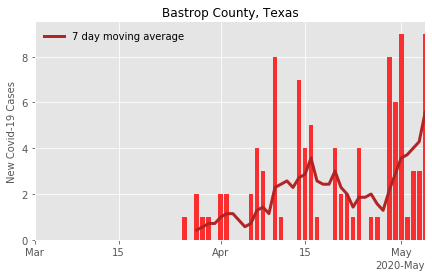 Bastrop County, Texas
7 day moving average
New Covid-19 Cases
8
6
4
2
0
Mar 15 Apr 15 May
2020-May